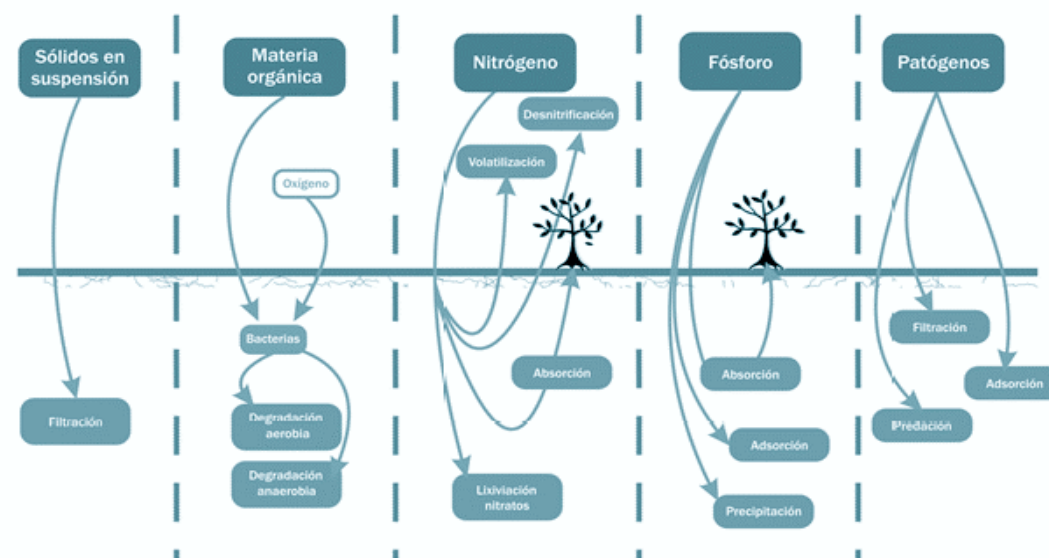 Sólidos en
suspensión
Filtración
Materia
orgánica
Oxígeno
Bacterias
Degradación
aerobia
Degradación
anaerobia
Nitrógeno
Desnitrificación
Volatilización
Absorción
Lixiviación
nitratos
Fósforo
Absorción
Adsorción
Precipitación
Patógenos
Filtración
Adsorción
Predación